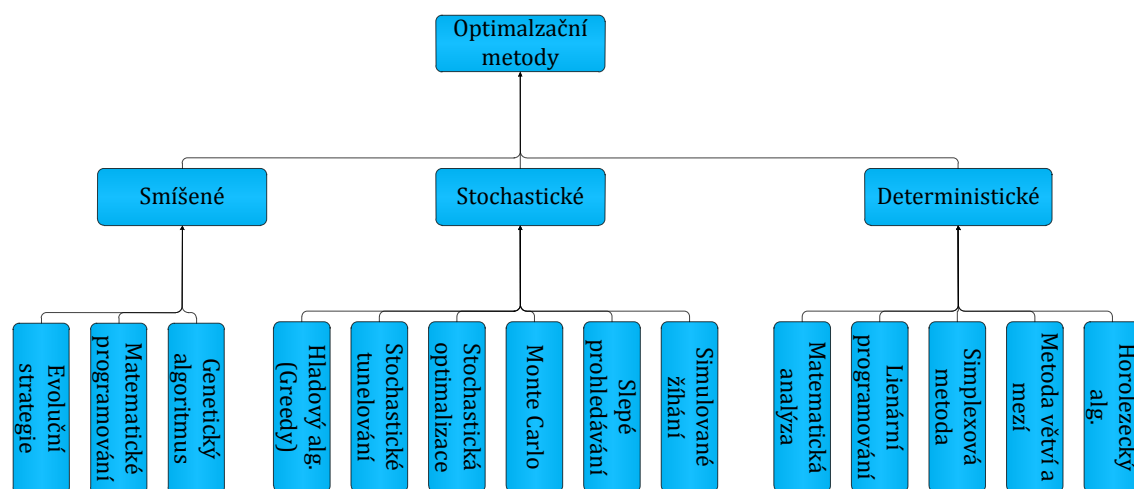 Optimalzační
metody
Smíšené
Stochastické
Deterministické
Evoluční
strategie
Matematické
programování
Genetický
algoritmus
Hladový alg.
(Greedy)
Stochastické
tunelování
Stochastická
optimalizace
Monte Carlo
Slepé
prohledávání
Simulované
žíhání
Matematická
analýza
Lienární
programování
Simplexová
metoda
Metoda větví a
mezí
Horolezecký
alg.